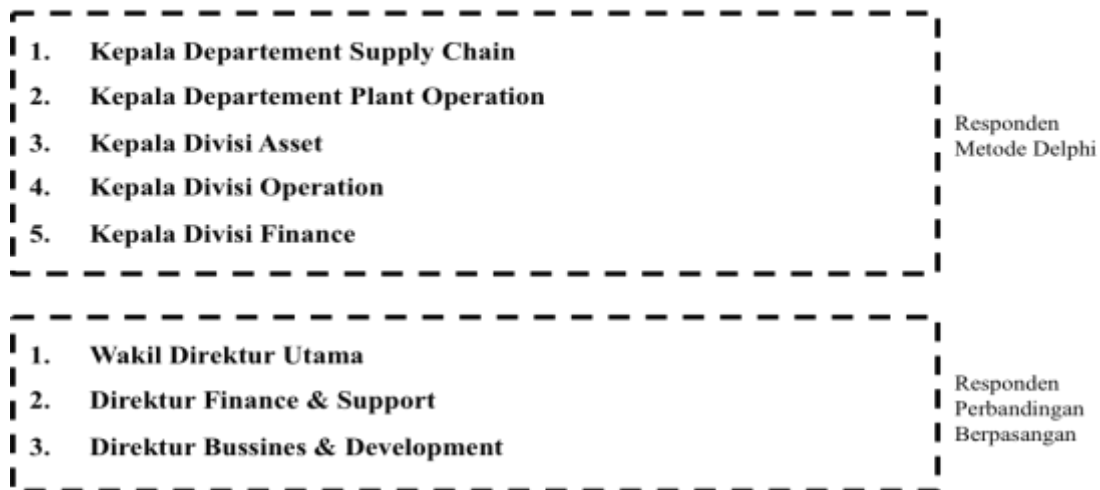 1. Kepala Departement Supply Chain
2. Kepala Departement Plant Operation
3. Kepala Divisi Asset
4. Kepala Divisi Operation
5. Kepala Divisi Finance
Responden
Metode Delphi
1. Wakil Direktur Utama
2. Direktur Finance & Support
3. Direktur Bussines & Development
Responden
Perbandingan
Berpasangan